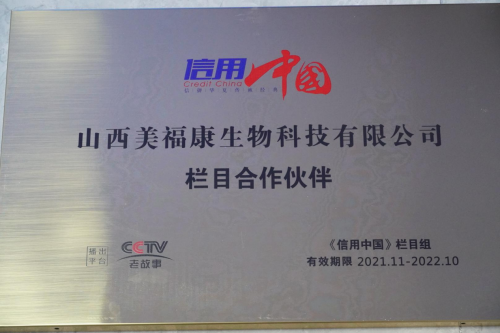 信用中国
Credit China
山西美福康生物科技有限公司
栏目合作伙伴
播出
平台
CCTV
老故事
《信用中国》栏目组
有效期限 2021.11-2022.10